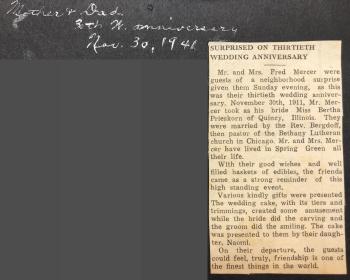 Mother & Dad.
30th W. anniversary
Nov. 30, 1941
SURPRISED ON THIRTIETH
WEDDING ANNIVERSARY
Mr. and Mrs. Fred Mercer were
guests of a neighborhood surprise
given them Sunday evening, as this
was their thirtieth wedding anniver-
sary. November 30th, 1911, Mr. Mer-
cer took as his bride Miss Bertha
Prieskorn of Quincy, Illinois. They
were married by the Rev. Bergdoff,
then pastor of the Bethany Lutheran
church in Chicago. Mr. and Mrs. Mer-
cer have lived in Spring Green all
their life.
With their good wishes and well
filled baskets of edibles, the friends
came as a strong reminder of this
high standing event.
Various kindly gifts were presented
The wedding cake, with its tiers and
trimmings, created some amusement
while the bride did the carving and
the groom did the smiling. The cake
was presented to them by their daugh-
ter, Naomi.
On their departure, the guests
could feel, truly, friendship is one of
the finest things in the world.